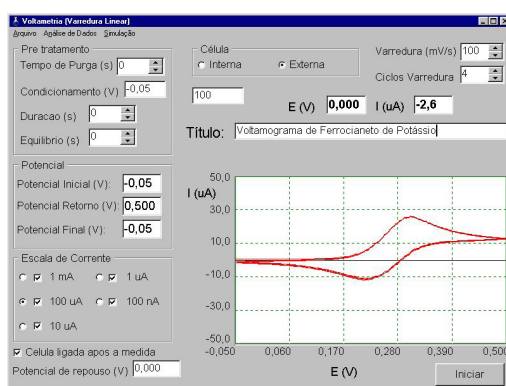 Voltametria (Varredura Linear)
Arquivo Análise de Dados Simulação
Pre tratamento
Tempo de Purga (s) 0
Condicionamento (V) -0,05
Duracao (s) 0
Equilibrio (s) 0
Célula
Interna Externa
100
Varredura (mV/s) 100
Ciclos Varredura 4
E (V) 0,000 I (uA) -2,6
Título: Voltamograma de Ferrocianeto de Potássio
Potencial
Potencial Inicial (V): -0,05
Potencial Retorno (V): 0,500
Potencial Final (V): -0,05
Escala de Corrente
1 mA 1 uA
100 uA 100 nA
10 uA
Celula ligada apos a medida
Potencial de repouso (V) 0,000
I (uA)
50,0
30,0
10,0
-10,0
-30,0
-50,0
-0,050 0,060 0,170 0,280 0,390 0,500
E (V)
Iniciar